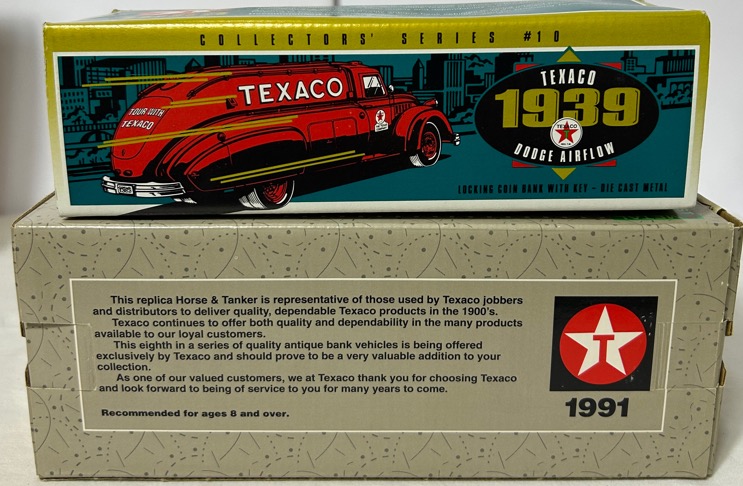 COLLECTORS' SERIES #10
TEXACO
TOUR WITH
TEXACO
TEXACO
1939
TEXACO
DODGE AIRFLOW
LOCKING COIN BANK WITH KEY - DIE CAST METAL
This replica Horse & Tanker is representative of those used by Texaco jobbers
and distributors to deliver quality, dependable Texaco products in the 1900's.
Texaco continues to offer both quality and dependability in the many products
available to our loyal customers.
This eighth in a series of quality antique bank vehicles is being offered
exclusively by Texaco and should prove to be a very valuable addition to your
collection.
As one of our valued customers, we at Texaco thank you for choosing Texaco
and look forward to being of service to you for many years to come.
Recommended for ages 8 and over.
T
1991